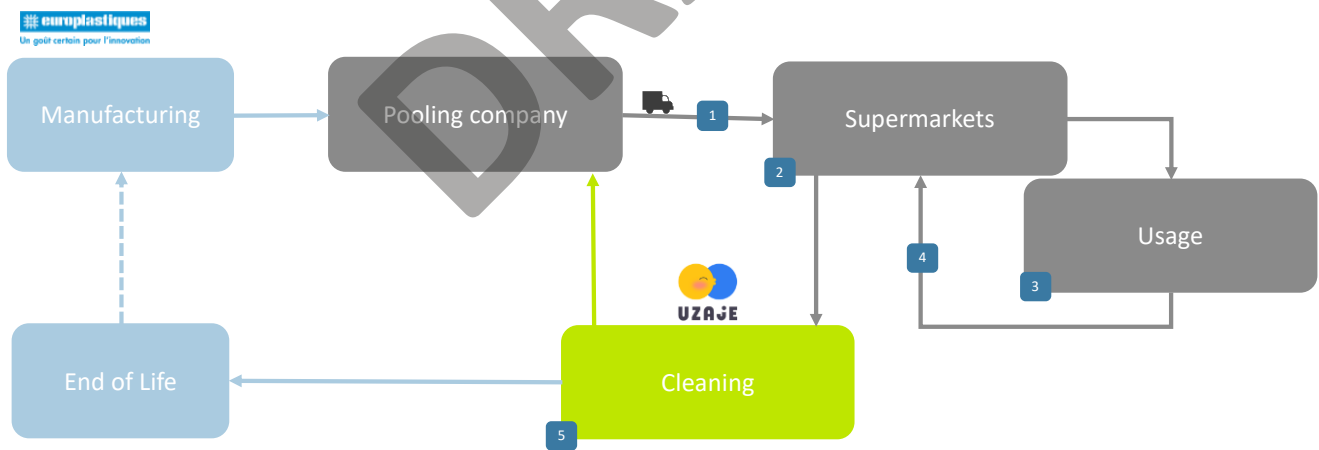 europlastiques
Un goût certain pour l'innovation
DR
Manufacturing
Pooling company
1
Supermarkets
2
Usage
4
3
UZAJE
End of Life
Cleaning
5